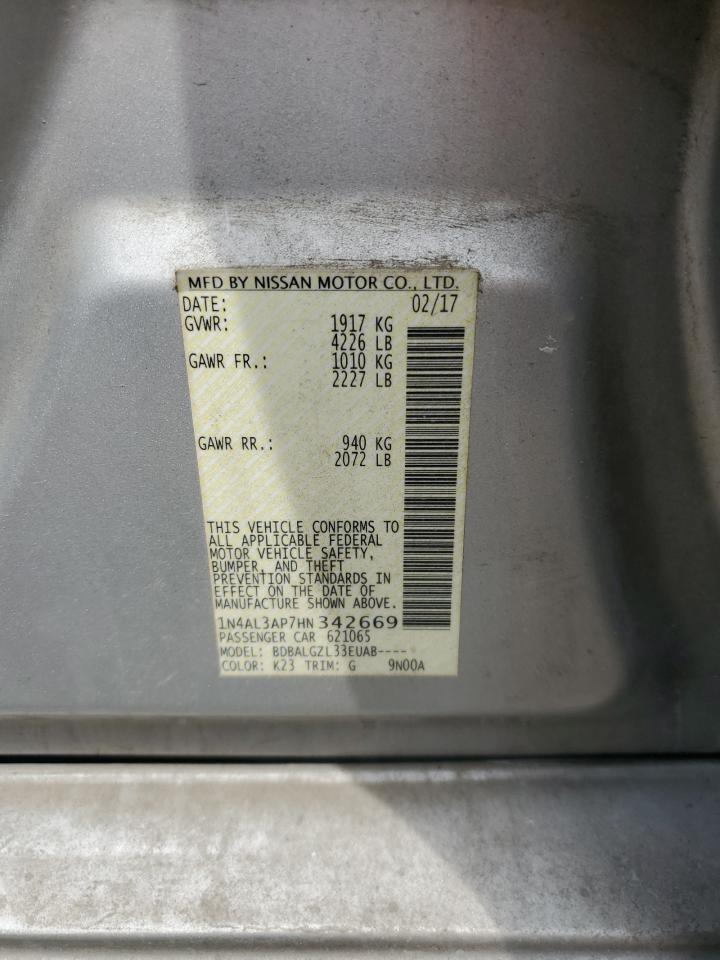 MFD BY NISSAN MOTOR CO., LTD.
DATE: 02/17
GVWR: 1917 KG
4226 LB
GAWR FR.: 1010 KG
2227 LB
GAWR RR.: 940 KG
2072 LB
THIS VEHICLE CONFORMS TO
ALL APPLICABLE FEDERAL
MOTOR VEHICLE SAFETY,
BUMPER, AND THEFT
PREVENTION STANDARDS IN
EFFECT ON THE DATE OF
MANUFACTURE SHOWN ABOVE.
1N4AL3AP7HN342669
PASSENGER CAR 621065
MODEL: BDBALGZL33EUAB----
COLOR: K23 TRIM: G 9N00A